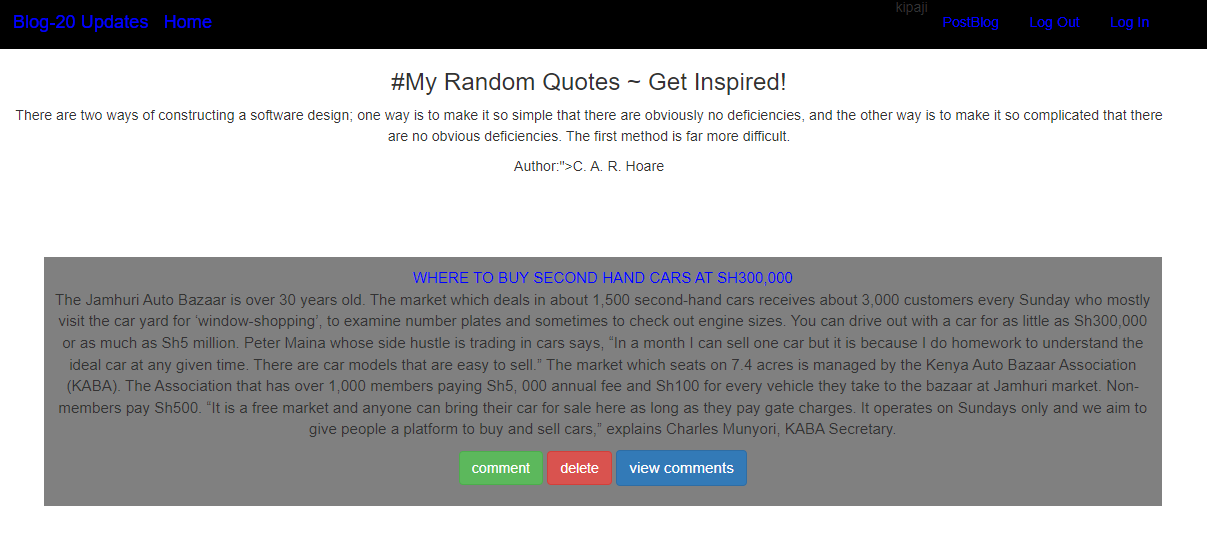 Blog-20 Updates Home kipaji PostBlog Log Out Log In
#My Random Quotes ~ Get Inspired!
There are two ways of constructing a software design; one way is to make it so simple that there are obviously no deficiencies, and the other way is to make it so complicated that there
are no obvious deficiencies. The first method is far more difficult.
Author:">C. A. R. Hoare
WHERE TO BUY SECOND HAND CARS AT SH300,000
The Jamhuri Auto Bazaar is over 30 years old. The market which deals in about 1,500 second-hand cars receives about 3,000 customers every Sunday who mostly
visit the car yard for ‘window-shopping’, to examine number plates and sometimes to check out engine sizes. You can drive out with a car for as little as Sh300,000
or as much as Sh5 million. Peter Maina whose side hustle is trading in cars says, “In a month I can sell one car but it is because I do homework to understand the
ideal car at any given time. There are car models that are easy to sell.” The market which seats on 7.4 acres is managed by the Kenya Auto Bazaar Association
(KABA). The Association that has over 1,000 members paying Sh5, 000 annual fee and Sh100 for every vehicle they take to the bazaar at Jamhuri market. Non-
members pay Sh500. “It is a free market and anyone can bring their car for sale here as long as they pay gate charges. It operates on Sundays only and we aim to
give people a platform to buy and sell cars,” explains Charles Munyori, KABA Secretary.
comment delete view comments